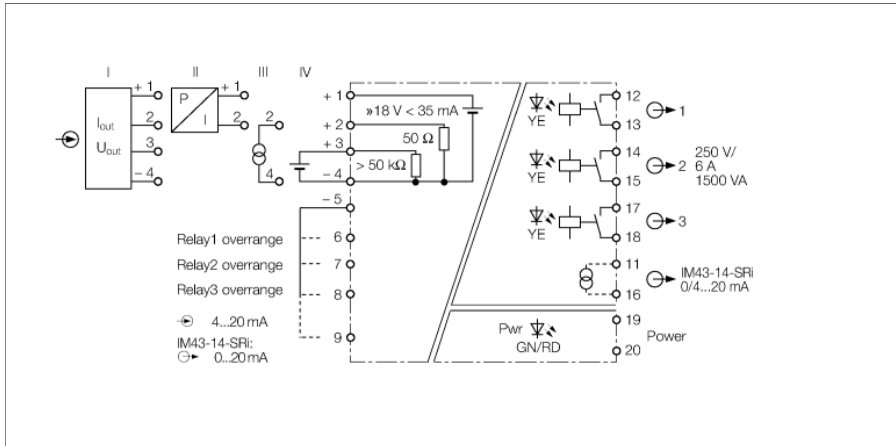 I II III IV
+ 1
2
3
– 4
Iout
Uout
P
I
+ 1
2
2
4
+ 1
+ 2
+ 3
– 4
– 5
6
7
8
9
»18 V < 35 mA
50 Ω
> 50 kΩ
Relay1 overrange
Relay2 overrange
Relay3 overrange
4...20 mA
IM43-14-SRi:
0...20 mA
YE
12
13
1
YE
14
15
2
250 V/
6 A
1500 VA
YE
17
18
3
11
16
IM43-14-SRi
0/4...20 mA
Pwr
GN/RD
19
20
Power